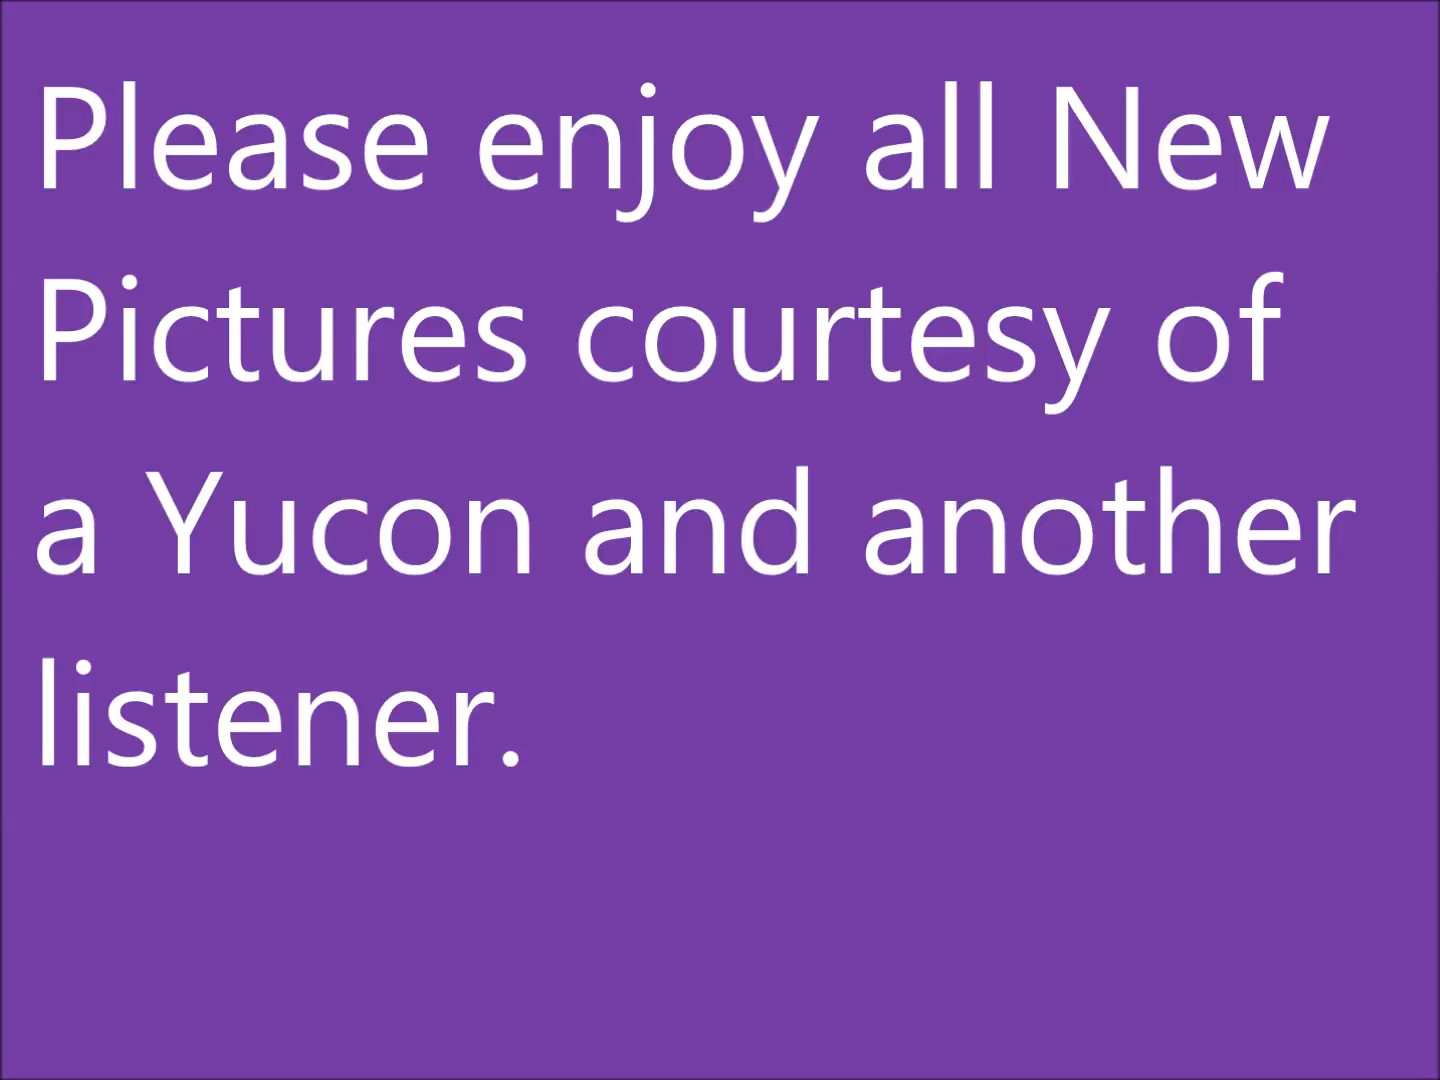 Please enjoy all New
Pictures courtesy of
a Yucon and another
listener.